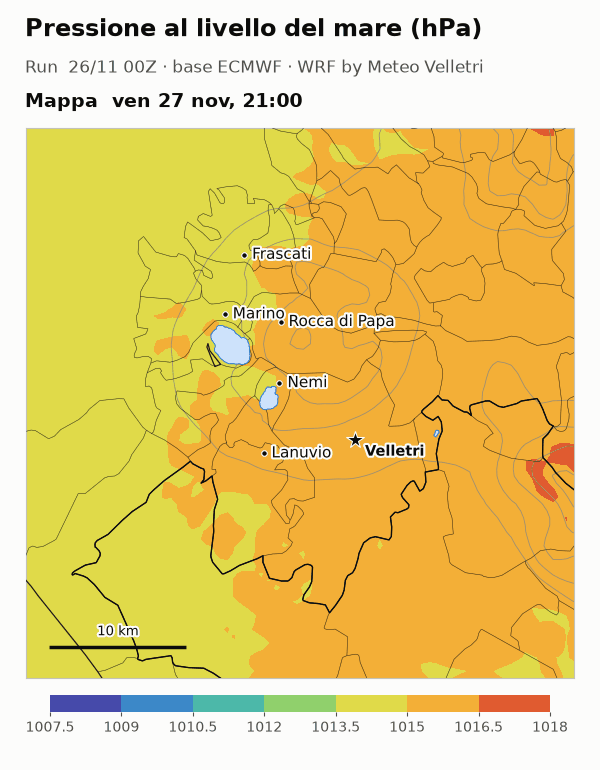 Pressione al livello del mare (hPa)
Run  26/11 00Z · base ECMWF · WRF by Meteo Velletri
Mappa  ven 27 nov, 21:00
Frascati
Marino
Rocca di Papa
Nemi
Velletri
Lanuvio
10 km
1007.5 1009 1010.5 1012 1013.5 1015 1016.5 1018